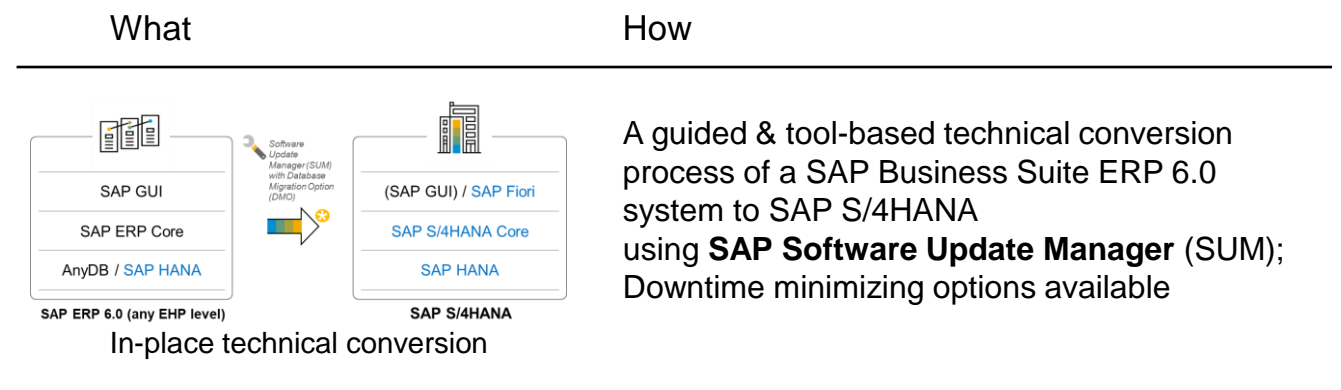 What
How
Software
Update
Manager (SUM)
with Database
Migration Option
(DMO)
SAP GUI
SAP ERP Core
AnyDB / SAP HANA
SAP ERP 6.0 (any EHP level)
(SAP GUI) / SAP Fiori
SAP S/4HANA Core
SAP HANA
SAP S/4HANA
In-place technical conversion
A guided & tool-based technical conversion
process of a SAP Business Suite ERP 6.0
system to SAP S/4HANA
using SAP Software Update Manager (SUM);
Downtime minimizing options available